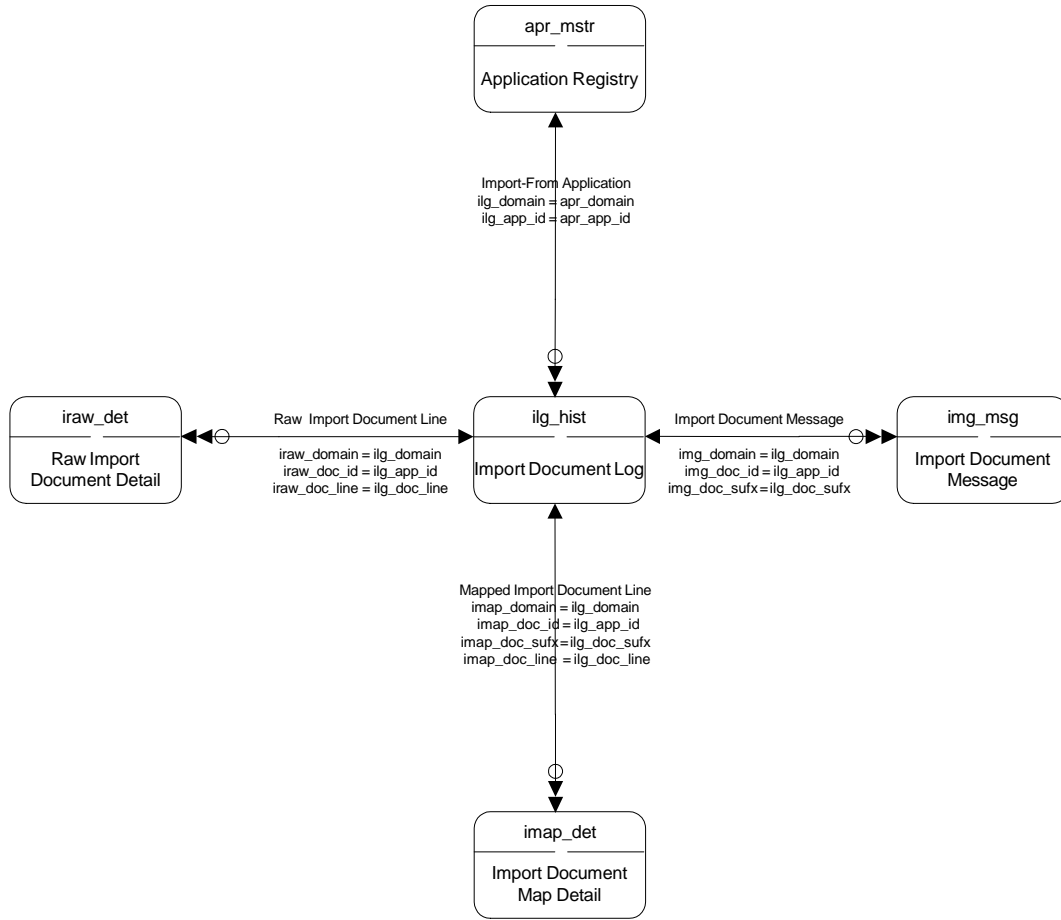 apr_mstr
Application Registry
Import-From Application
ilg_domain = apr_domain
ilg_app_id = apr_app_id
iraw_det
Raw Import
Document Detail
Raw Import Document Line
iraw_domain = ilg_domain
iraw_doc_id = ilg_app_id
iraw_doc_line = ilg_doc_line
ilg_hist
Import Document Log
Import Document Message
img_domain = ilg_domain
img_doc_id = ilg_app_id
img_doc_sufx = ilg_doc_sufx
img_msg
Import Document
Message
Mapped Import Document Line
imap_domain = ilg_domain
imap_doc_id = ilg_app_id
imap_doc_sufx = ilg_doc_sufx
imap_doc_line = ilg_doc_line
imap_det
Import Document
Map Detail